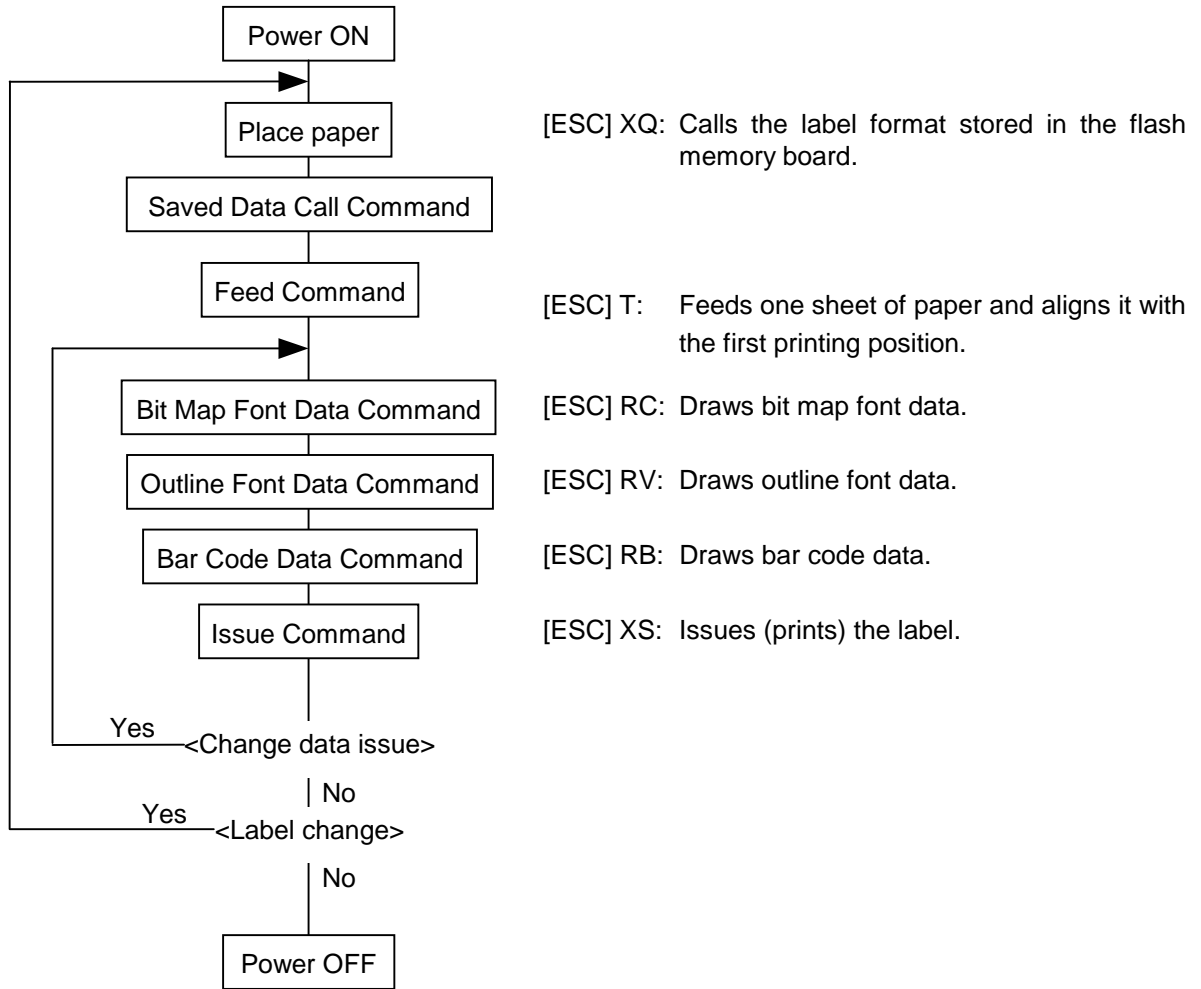 Power ON
Place paper
[ESC] XQ: Calls the label format stored in the flash
memory board.
Saved Data Call Command
Feed Command
[ESC] T: Feeds one sheet of paper and aligns it with
the first printing position.
Bit Map Font Data Command
[ESC] RC: Draws bit map font data.
Outline Font Data Command
[ESC] RV: Draws outline font data.
Bar Code Data Command
[ESC] RB: Draws bar code data.
Issue Command
[ESC] XS: Issues (prints) the label.
Yes
<Change data issue>
No
Yes
<Label change>
No
Power OFF